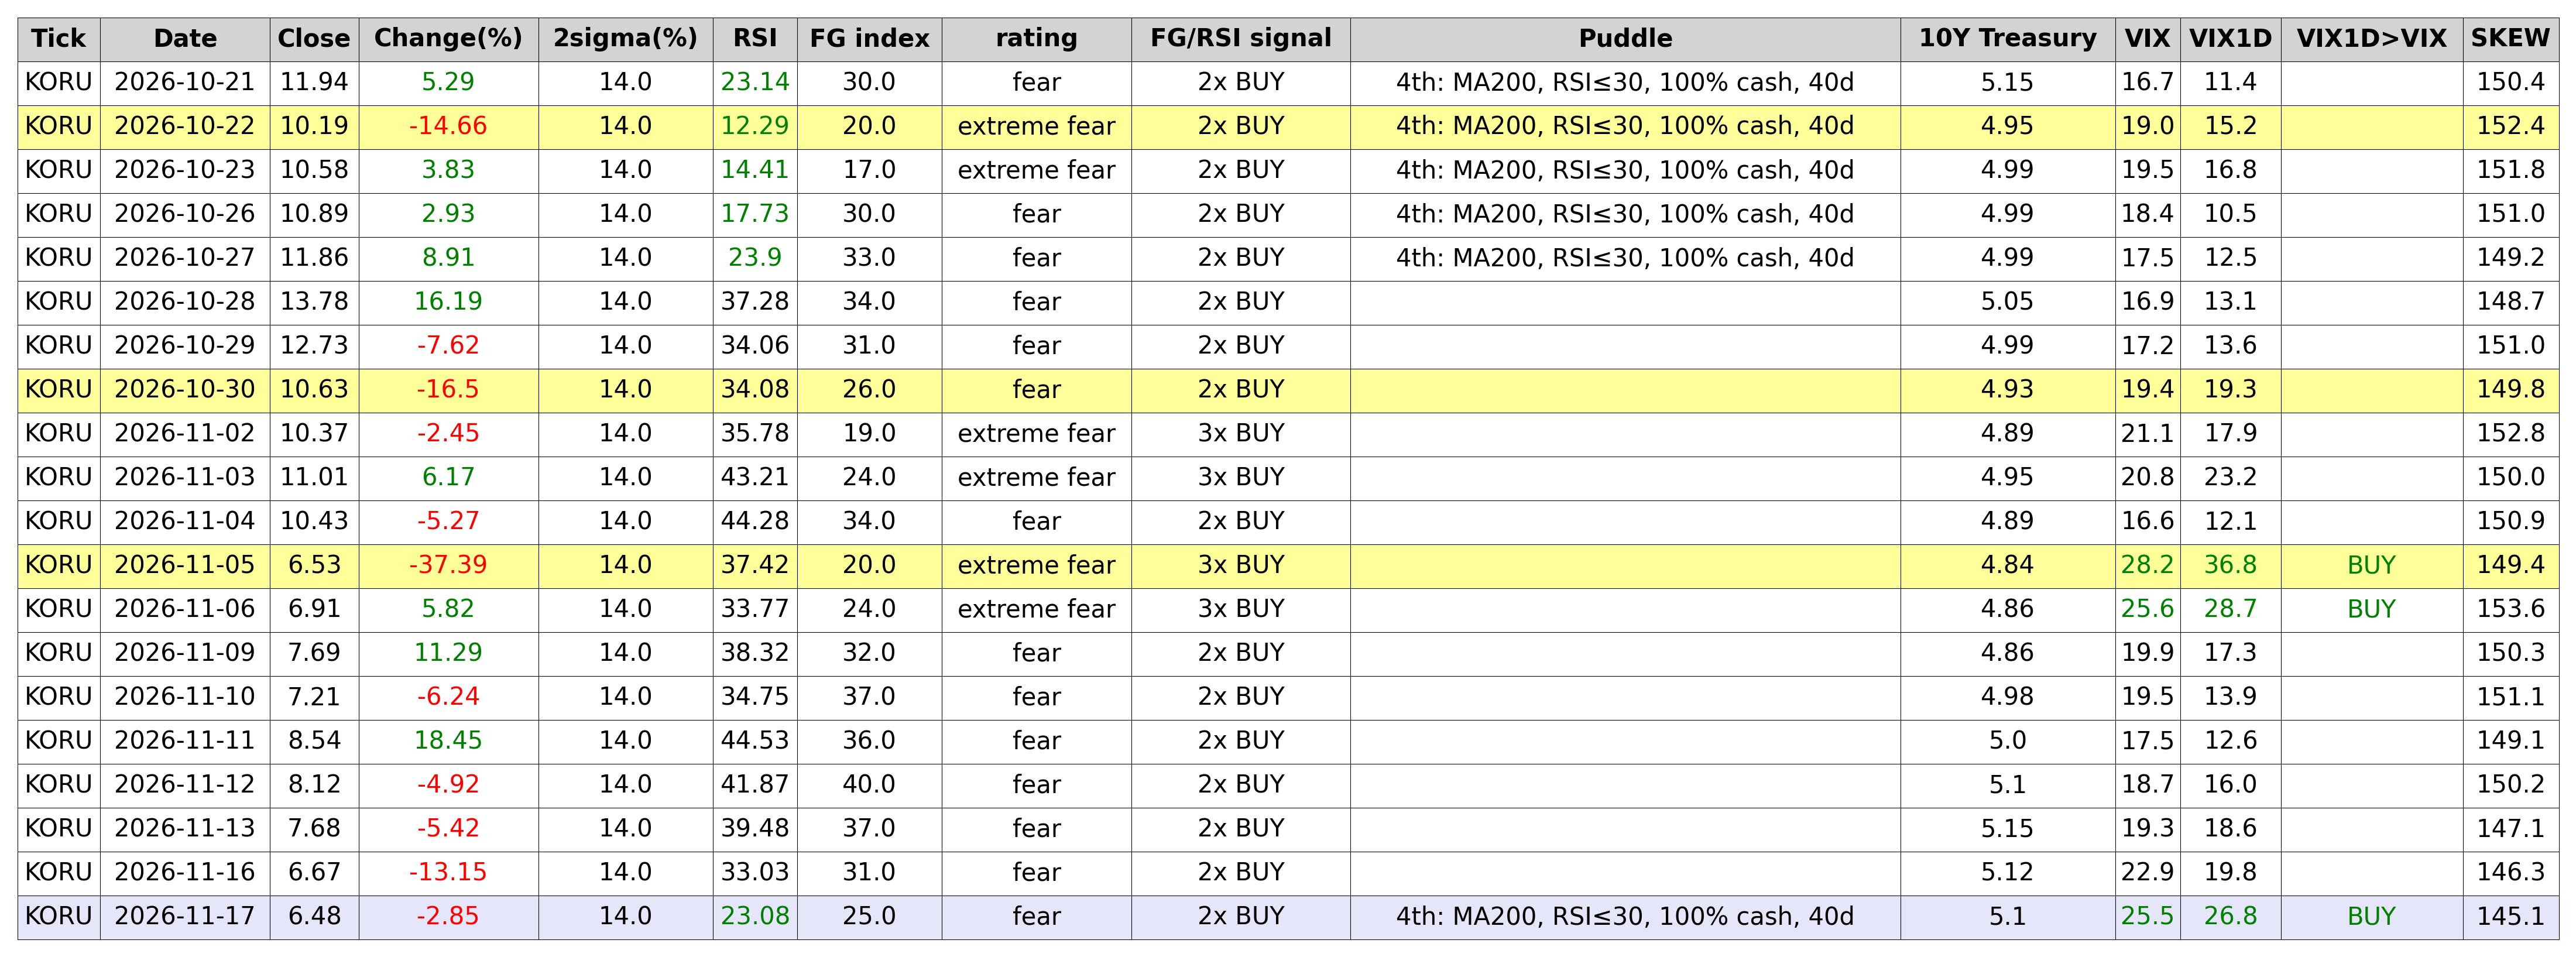 Tick Date Close Change(%) 2sigma(%) RSI FG index rating FG/RSI signal Puddle 10Y Treasury VIX VIX1D VIX1D>VIX SKEW
KORU 2026-10-21 11.94 5.29 14.0 23.14 30.0 fear 2x BUY 4th: MA200, RSI≤30, 100% cash, 40d 5.15 16.7 11.4 150.4
KORU 2026-10-22 10.19 -14.66 14.0 12.29 20.0 extreme fear 2x BUY 4th: MA200, RSI≤30, 100% cash, 40d 4.95 19.0 15.2 152.4
KORU 2026-10-23 10.58 3.83 14.0 14.41 17.0 extreme fear 2x BUY 4th: MA200, RSI≤30, 100% cash, 40d 4.99 19.5 16.8 151.8
KORU 2026-10-26 10.89 2.93 14.0 17.73 30.0 fear 2x BUY 4th: MA200, RSI≤30, 100% cash, 40d 4.99 18.4 10.5 151.0
KORU 2026-10-27 11.86 8.91 14.0 23.9 33.0 fear 2x BUY 4th: MA200, RSI≤30, 100% cash, 40d 4.99 17.5 12.5 149.2
KORU 2026-10-28 13.78 16.19 14.0 37.28 34.0 fear 2x BUY 5.05 16.9 13.1 148.7
KORU 2026-10-29 12.73 -7.62 14.0 34.06 31.0 fear 2x BUY 4.99 17.2 13.6 151.0
KORU 2026-10-30 10.63 -16.5 14.0 34.08 26.0 fear 2x BUY 4.93 19.4 19.3 149.8
KORU 2026-11-02 10.37 -2.45 14.0 35.78 19.0 extreme fear 3x BUY 4.89 21.1 17.9 152.8
KORU 2026-11-03 11.01 6.17 14.0 43.21 24.0 extreme fear 3x BUY 4.95 20.8 23.2 150.0
KORU 2026-11-04 10.43 -5.27 14.0 44.28 34.0 fear 2x BUY 4.89 16.6 12.1 150.9
KORU 2026-11-05 6.53 -37.39 14.0 37.42 20.0 extreme fear 3x BUY 4.84 28.2 36.8 BUY 149.4
KORU 2026-11-06 6.91 5.82 14.0 33.77 24.0 extreme fear 3x BUY 4.86 25.6 28.7 BUY 153.6
KORU 2026-11-09 7.69 11.29 14.0 38.32 32.0 fear 2x BUY 4.86 19.9 17.3 150.3
KORU 2026-11-10 7.21 -6.24 14.0 34.75 37.0 fear 2x BUY 4.98 19.5 13.9 151.1
KORU 2026-11-11 8.54 18.45 14.0 44.53 36.0 fear 2x BUY 5.0 17.5 12.6 149.1
KORU 2026-11-12 8.12 -4.92 14.0 41.87 40.0 fear 2x BUY 5.1 18.7 16.0 150.2
KORU 2026-11-13 7.68 -5.42 14.0 39.48 37.0 fear 2x BUY 5.15 19.3 18.6 147.1
KORU 2026-11-16 6.67 -13.15 14.0 33.03 31.0 fear 2x BUY 5.12 22.9 19.8 146.3
KORU 2026-11-17 6.48 -2.85 14.0 23.08 25.0 fear 2x BUY 4th: MA200, RSI≤30, 100% cash, 40d 5.1 25.5 26.8 BUY 145.1